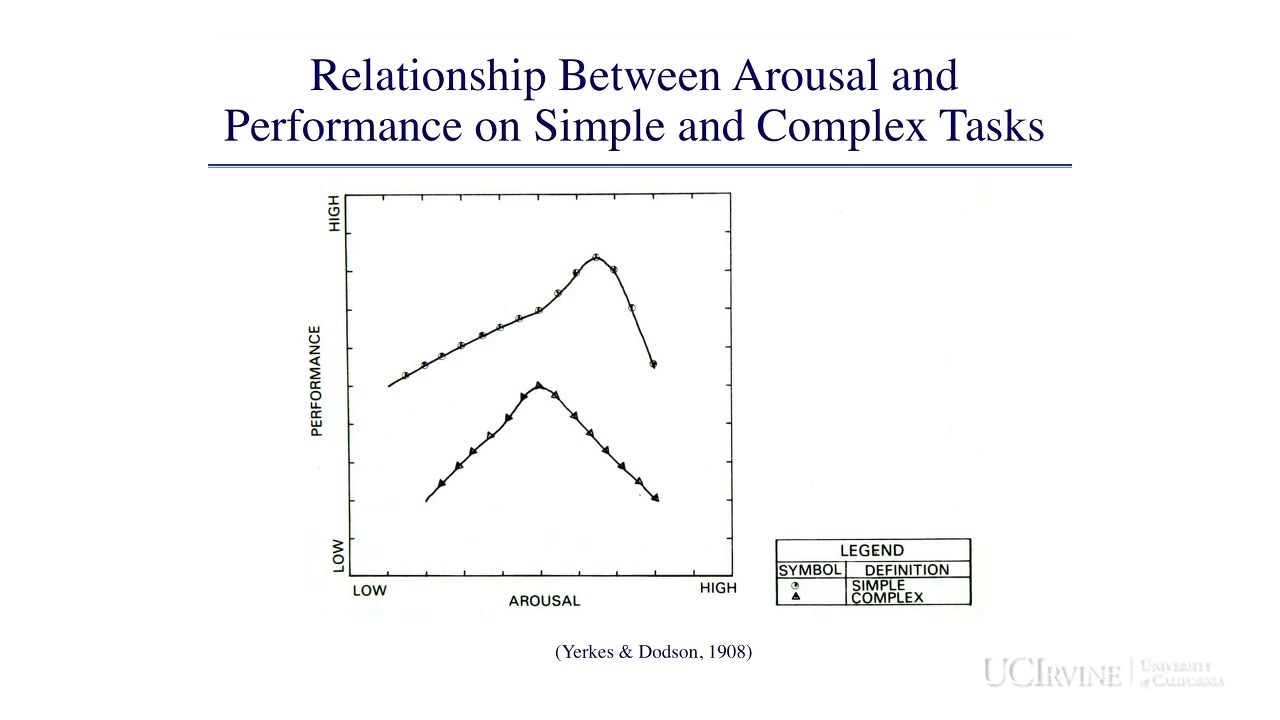 Relationship Between Arousal and
Performance on Simple and Complex Tasks
HIGH
PERFORMANCE
LOW
LOW
HIGH
AROUSAL
LEGEND
SYMBOL DEFINITION
SIMPLE
COMPLEX
(Yerkes & Dodson, 1908)
UCIRVINE UNIVERSITY
of CALIFORNIA